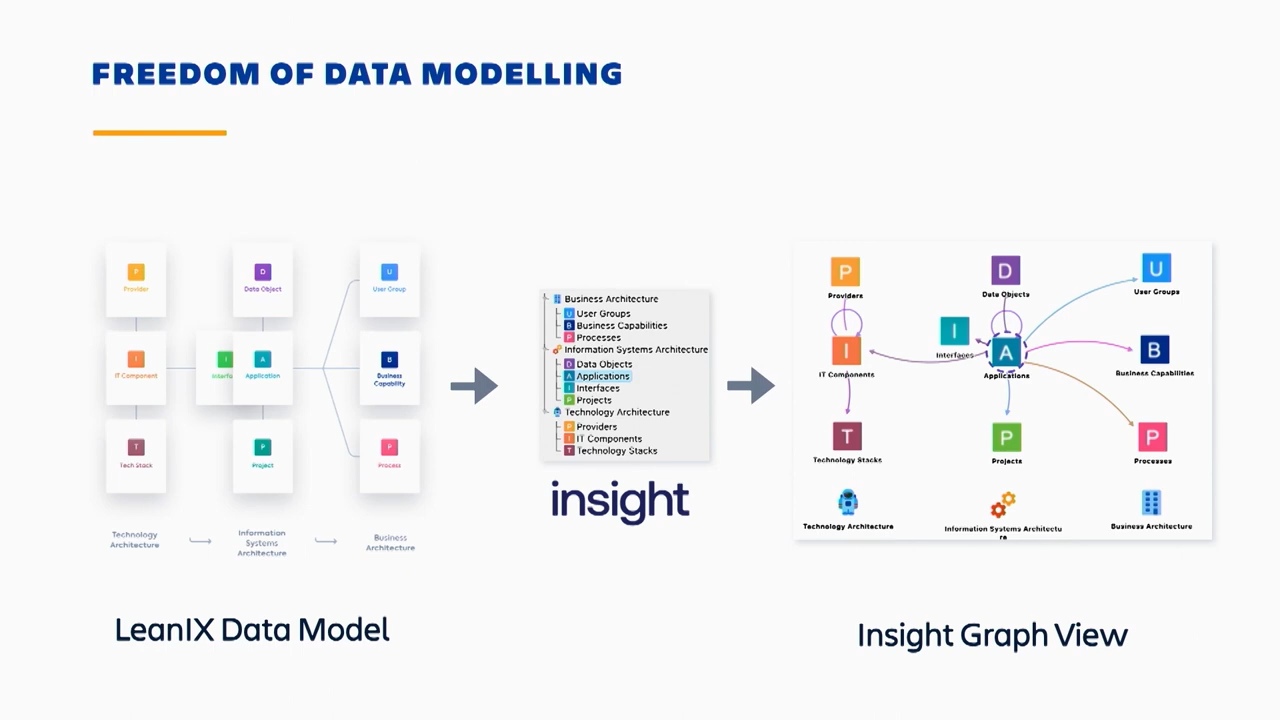 FREEDOM OF DATA MODELLING
P
Provider
D
Data Object
U
User Group
I
IT Component
I
A
Application
B
Business
Capability
T
Tech Stack
P
Project
P
Process
Technology
Architecture
Information
Systems
Architecture
Business
Architecture
LeanIX Data Model
Business Architecture
U User Groups
B Business Capabilities
P Processes
Information Systems Architecture
D Data Objects
A Applications
I Interfaces
P Projects
Technology Architecture
P Providers
I IT Components
T Technology Stacks
insight
P
Providers
D
Data Objects
U
User Groups
I
IT Components
I
Interfaces
A
Applications
B
Business Capabilities
T
Technology Stacks
P
Projects
P
Processes
Technology Architecture
Information Systems Architectu
re
Business Architecture
Insight Graph View